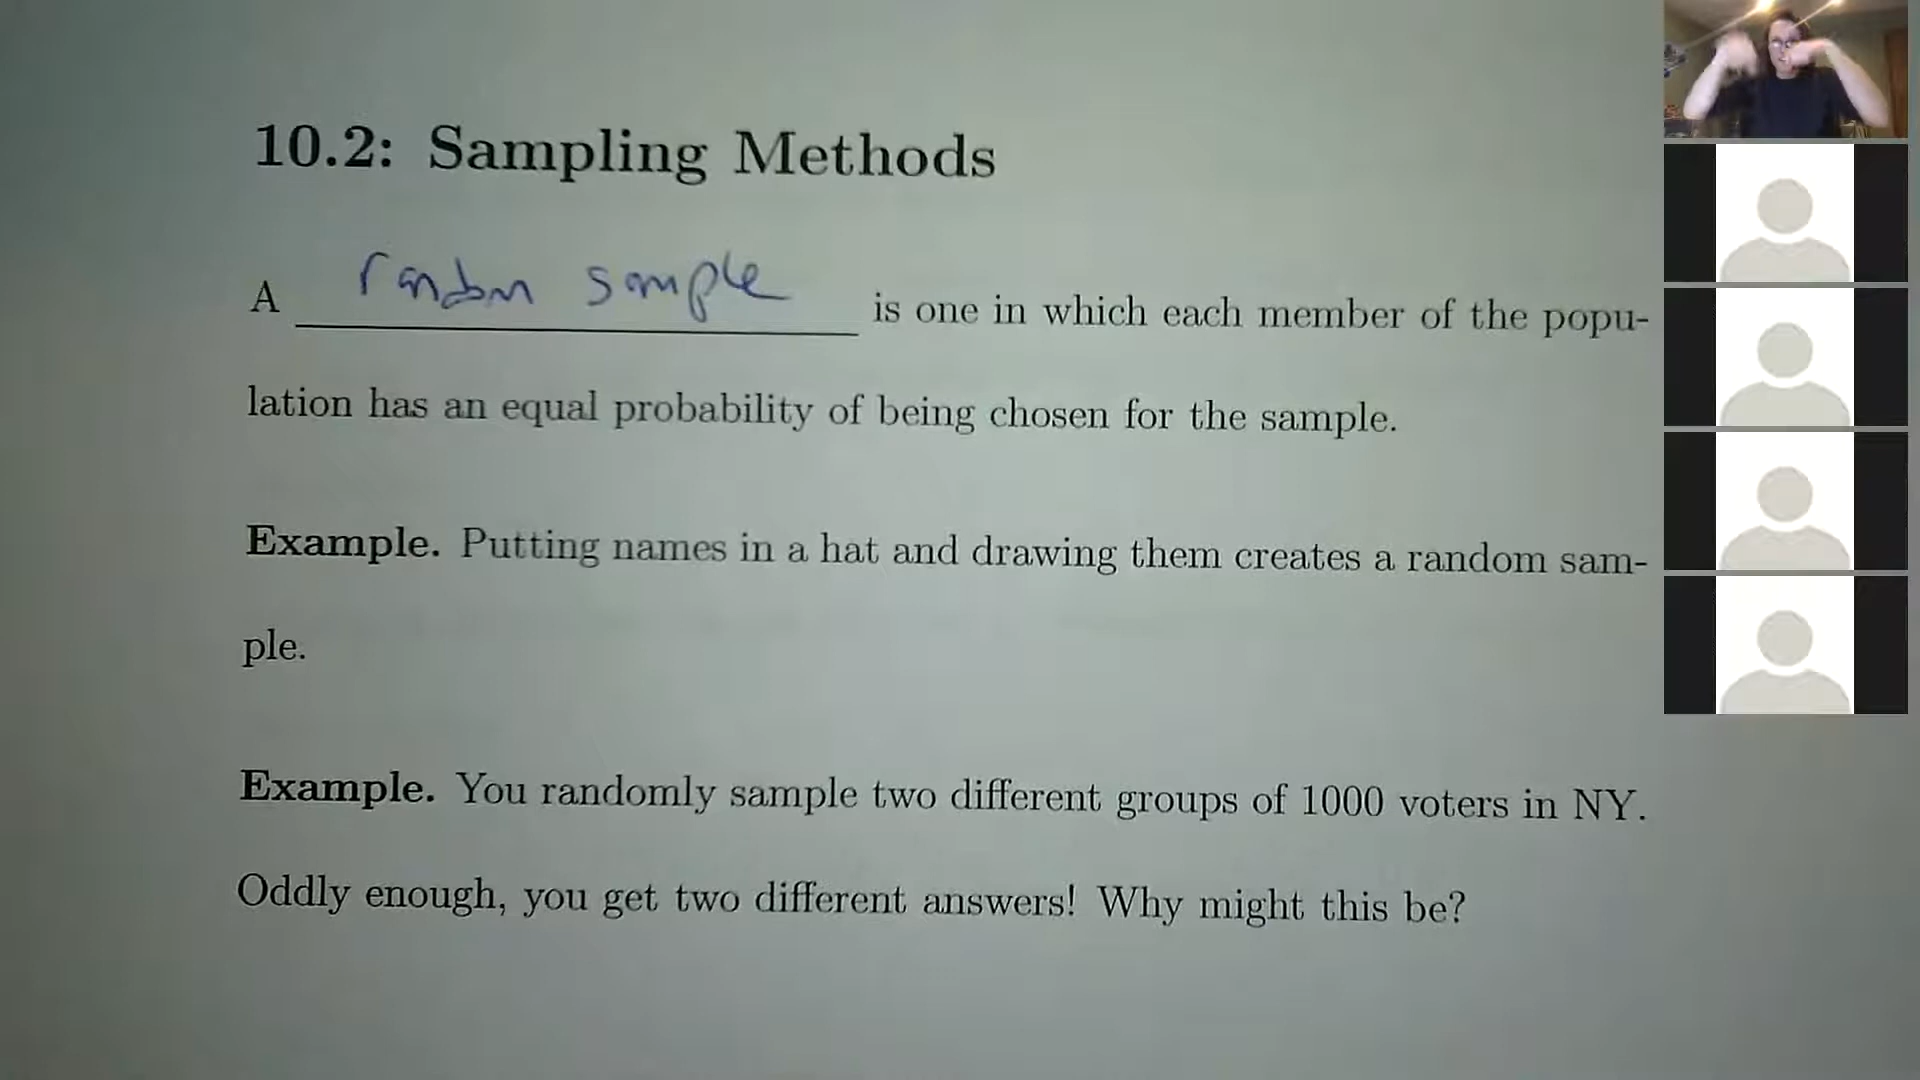 10.2: Sampling Methods
A random sample is one in which each member of the popu-
lation has an equal probability of being chosen for the sample.
Example. Putting names in a hat and drawing them creates a random sam-
ple.
Example. You randomly sample two different groups of 1000 voters in NY.
Oddly enough, you get two different answers! Why might this be?